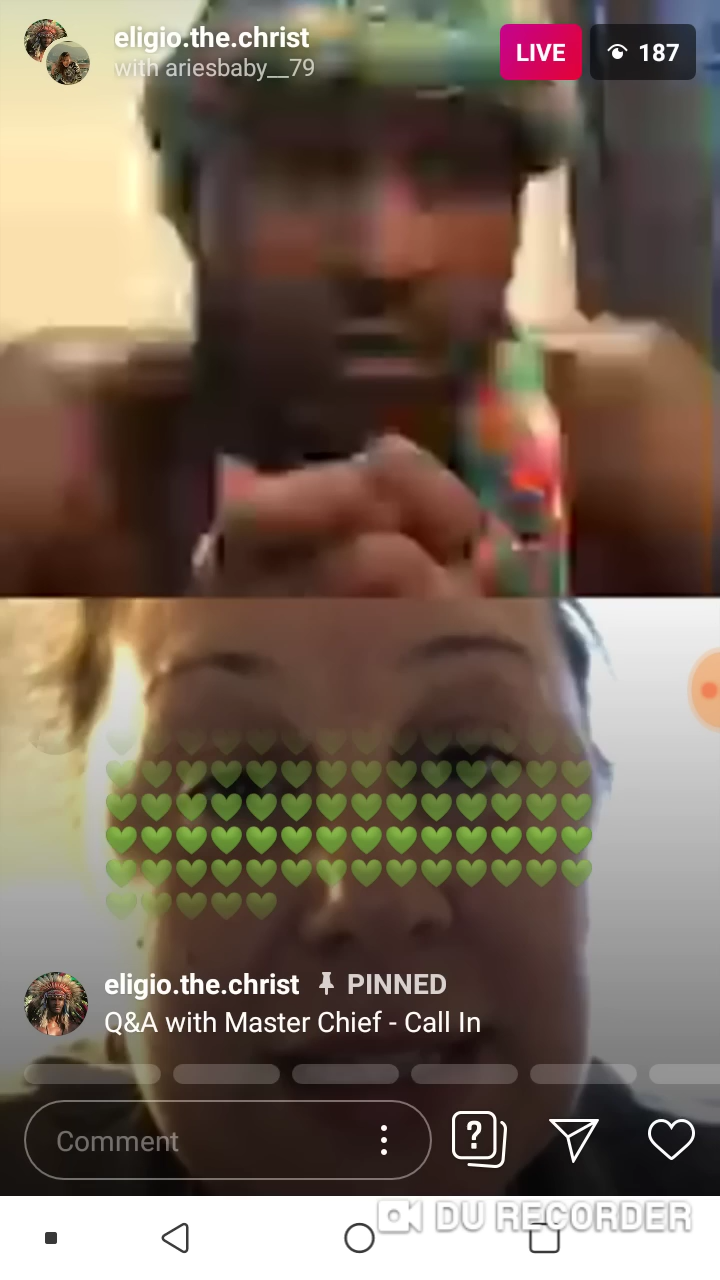 eligio.the.christ
with ariesbaby__79
LIVE
187
💚💚💚💚💚💚💚💚💚💚💚💚💚💚
💚💚💚💚💚💚💚💚💚💚💚💚💚💚
💚💚💚💚💚💚💚💚💚💚💚💚💚💚
💚💚💚💚💚💚💚💚💚💚💚💚💚💚
💚💚💚💚💚💚💚💚💚💚💚💚💚💚
💚💚💚💚💚
eligio.the.christ PINNED
Q&A with Master Chief - Call In
Comment
?
DU RECORDER